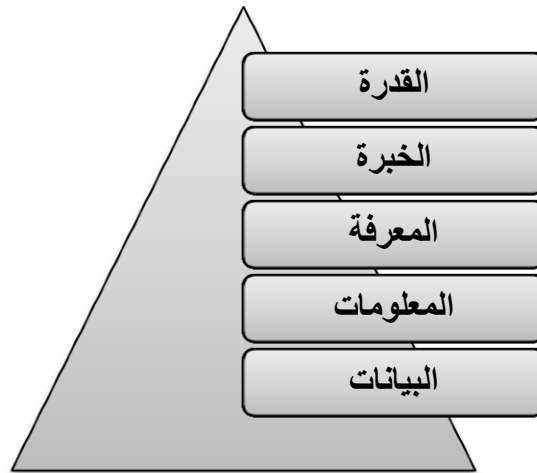 القدرة
الخبرة
المعرفة
المعلومات
البيانات